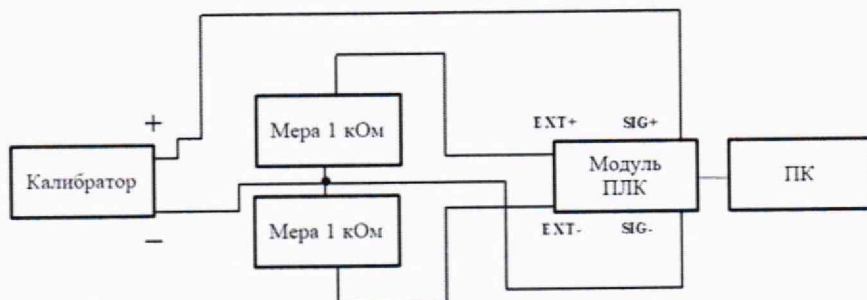 +
Мера 1 кОм
EXT+ SIG+
Калибратор
Модуль
ПЛК
ПК
Мера 1 кОм
−
EXT- SIG-